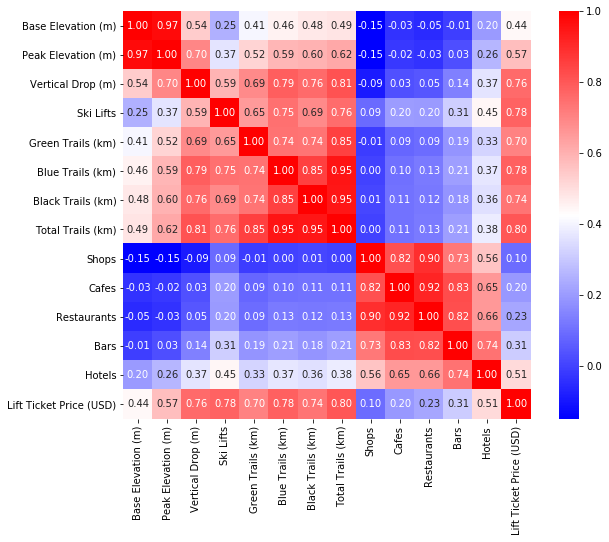 Base Elevation (m) 1.00 0.97 0.54 0.25 0.41 0.46 0.48 0.49 -0.15 -0.03 -0.05 -0.01 0.20 0.44
Peak Elevation (m) 0.97 1.00 0.70 0.37 0.52 0.59 0.60 0.62 -0.15 -0.02 -0.03 0.03 0.26 0.57
Vertical Drop (m) 0.54 0.70 1.00 0.59 0.69 0.79 0.76 0.81 -0.09 0.03 0.05 0.14 0.37 0.76
Ski Lifts 0.25 0.37 0.59 1.00 0.65 0.75 0.69 0.76 0.09 0.20 0.20 0.31 0.45 0.78
Green Trails (km) 0.41 0.52 0.69 0.65 1.00 0.74 0.74 0.85 -0.01 0.09 0.09 0.19 0.33 0.70
Blue Trails (km) 0.46 0.59 0.79 0.75 0.74 1.00 0.85 0.95 0.00 0.10 0.13 0.21 0.37 0.78
Black Trails (km) 0.48 0.60 0.76 0.69 0.74 0.85 1.00 0.95 0.01 0.11 0.12 0.18 0.36 0.74
Total Trails (km) 0.49 0.62 0.81 0.76 0.85 0.95 0.95 1.00 0.00 0.11 0.13 0.21 0.38 0.80
Shops -0.15 -0.15 -0.09 0.09 -0.01 0.00 0.01 0.00 1.00 0.82 0.90 0.73 0.56 0.10
Cafes -0.03 -0.02 0.03 0.20 0.09 0.10 0.11 0.11 0.82 1.00 0.92 0.83 0.65 0.20
Restaurants -0.05 -0.03 0.05 0.20 0.09 0.13 0.12 0.13 0.90 0.92 1.00 0.82 0.66 0.23
Bars -0.01 0.03 0.14 0.31 0.19 0.21 0.18 0.21 0.73 0.83 0.82 1.00 0.74 0.31
Hotels 0.20 0.26 0.37 0.45 0.33 0.37 0.36 0.38 0.56 0.65 0.66 0.74 1.00 0.51
Lift Ticket Price (USD) 0.44 0.57 0.76 0.78 0.70 0.78 0.74 0.80 0.10 0.20 0.23 0.31 0.51 1.00
Base Elevation (m)
Peak Elevation (m)
Vertical Drop (m)
Ski Lifts
Green Trails (km)
Blue Trails (km)
Black Trails (km)
Total Trails (km)
Shops
Cafes
Restaurants
Bars
Hotels
Lift Ticket Price (USD)
1.0
0.8
0.6
0.4
0.2
0.0